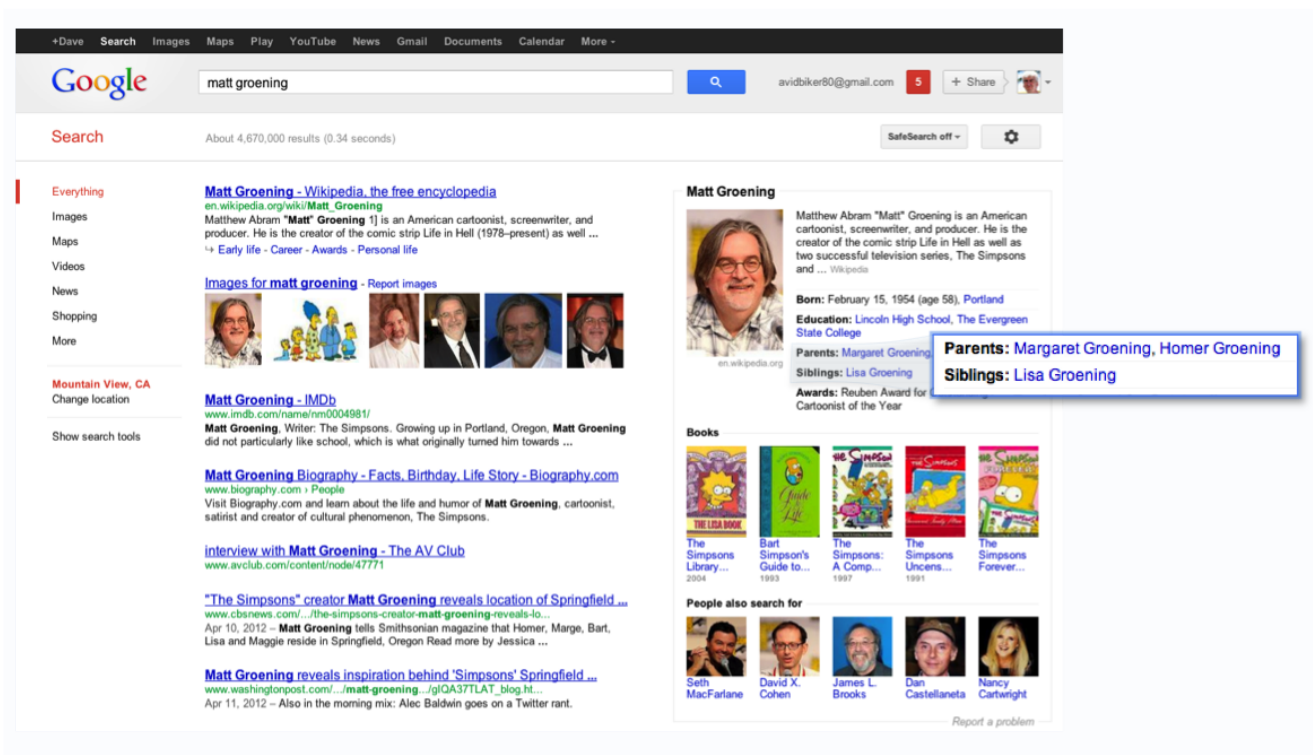 +Dave Search Images Maps Play YouTube News Gmail Documents Calendar More
Google
matt groening
avidbiker80@gmail.com
5
+ Share
Search
About 4,670,000 results (0.34 seconds)
SafeSearch off
Everything
Images
Maps
Videos
News
Shopping
More
Mountain View, CA
Change location
Show search tools
Matt Groening - Wikipedia, the free encyclopedia
en.wikipedia.org/wiki/Matt_Groening
Matthew Abram "Matt" Groening 1] is an American cartoonist, screenwriter, and
producer. He is the creator of the comic strip Life in Hell (1978–present) as well ...
Early life - Career - Awards - Personal life
Images for matt groening - Report images
Matt Groening - IMDb
www.imdb.com/name/nm0004981/
Matt Groening, Writer: The Simpsons. Growing up in Portland, Oregon, Matt Groening
did not particularly like school, which is what originally turned him towards ...
Matt Groening Biography - Facts, Birthday, Life Story - Biography.com
www.biography.com › People
Visit Biography.com and learn about the life and humor of Matt Groening, cartoonist,
satirist and creator of cultural phenomenon, The Simpsons.
interview with Matt Groening - The AV Club
www.avclub.com/content/node/47771
"The Simpsons" creator Matt Groening reveals location of Springfield ...
www.cbsnews.com/.../the-simpsons-creator-matt-groening-reveals-lo...
Apr 10, 2012 – Matt Groening tells Smithsonian magazine that Homer, Marge, Bart,
Lisa and Maggie reside in Springfield, Oregon Read more by Jessica ...
Matt Groening reveals inspiration behind 'Simpsons' Springfield ...
www.washingtonpost.com/.../matt-groening.../gIQA37TLAT_blog.ht...
Apr 11, 2012 – Also in the morning mix: Alec Baldwin goes on a Twitter rant.
Matt Groening
Matthew Abram "Matt" Groening is an American
cartoonist, screenwriter, and producer. He is the
creator of the comic strip Life in Hell as well as
two successful television series, The Simpsons
and ... Wikipedia
en.wikipedia.org
Born: February 15, 1954 (age 58), Portland
Education: Lincoln High School, The Evergreen
State College
Parents: Margaret Groening,
Siblings: Lisa Groening
Parents: Margaret Groening, Homer Groening
Siblings: Lisa Groening
Awards: Reuben Award for
Cartoonist of the Year
Books
THE LISA BOOK
Guide to Life
The Simpsons
The Simpsons
The Simpsons Forever
The
Simpsons
Library...
2004
Bart
Simpson's
Guide to...
1993
The
Simpsons:
A Comp...
1997
The
Simpsons
Uncens...
1991
The
Simpsons
Forever...
People also search for
Seth
MacFarlane
David X.
Cohen
James L.
Brooks
Dan
Castellaneta
Nancy
Cartwright
Report a problem